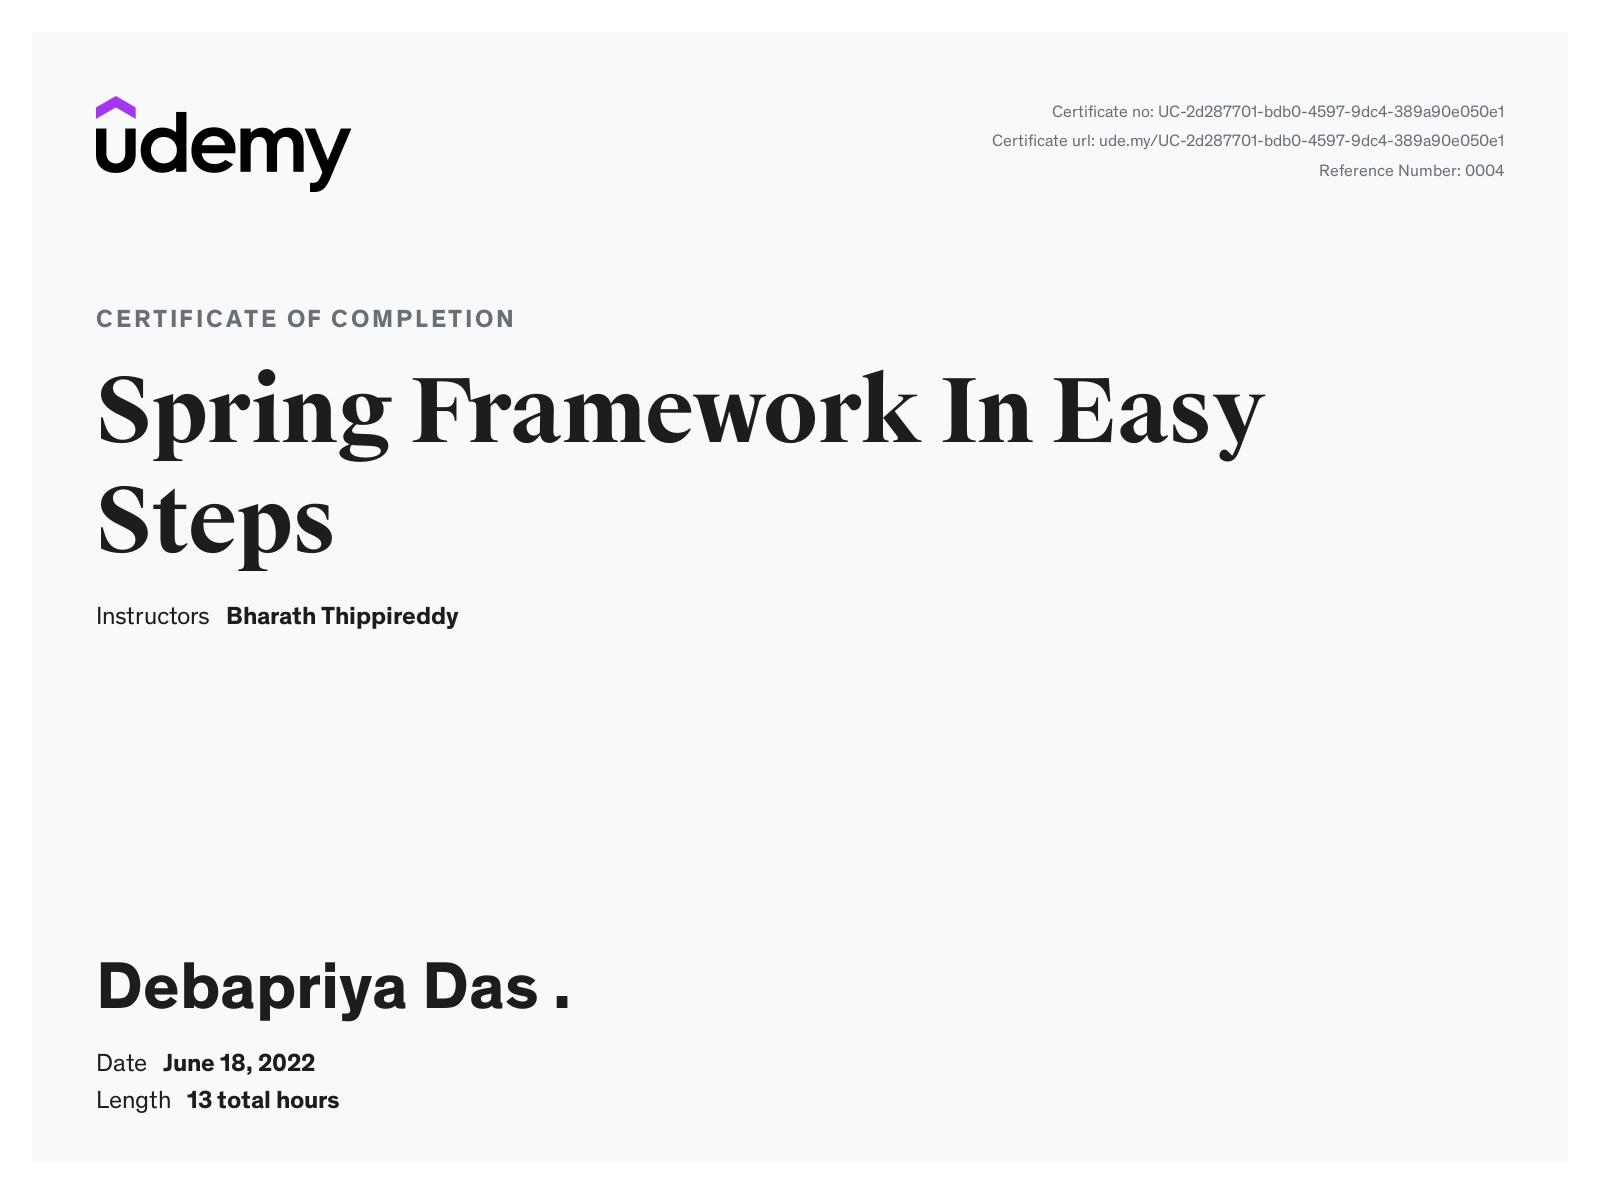 udemy
Certificate no: UC-2d287701-bdb0-4597-9dc4-389a90e050e1
Certificate url: ude.my/UC-2d287701-bdb0-4597-9dc4-389a90e050e1
Reference Number: 0004
CERTIFICATE OF COMPLETION
Spring Framework In Easy
Steps
Instructors Bharath Thippireddy
Debapriya Das .
Date June 18, 2022
Length 13 total hours